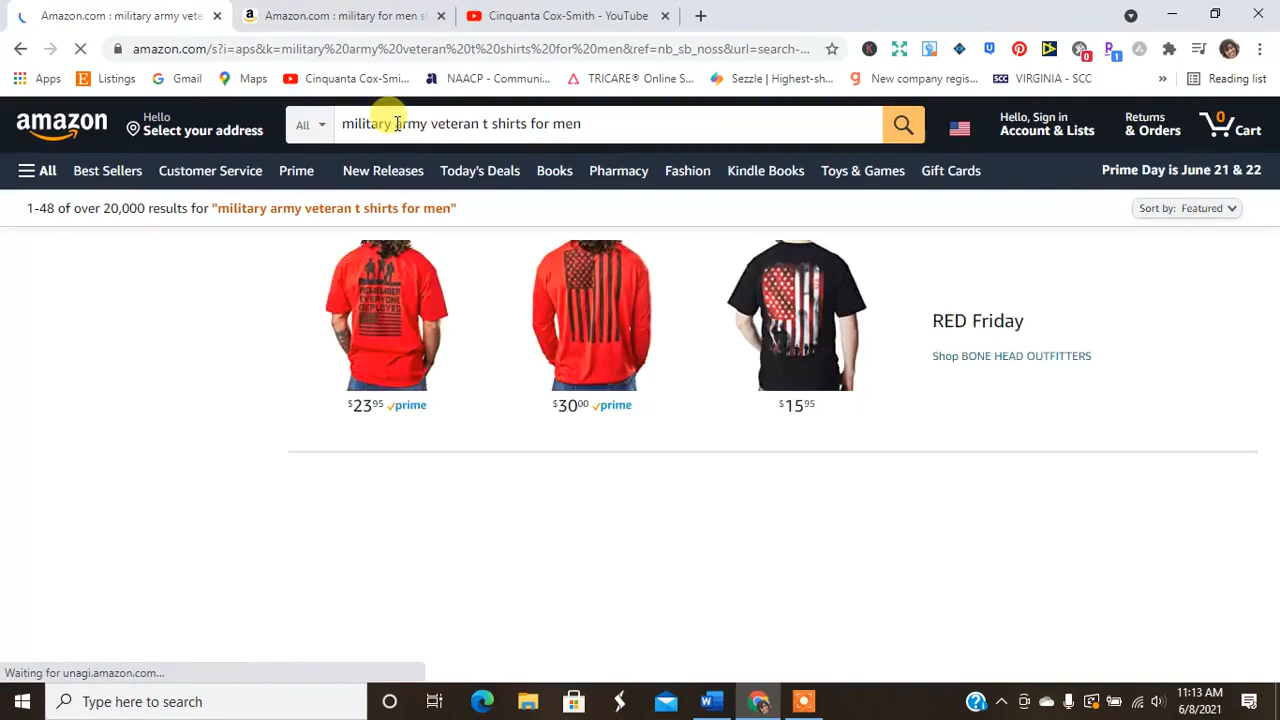 Amazon.com : military army vete
Amazon.com : military for men s
Cinquanta Cox-Smith - YouTube
amazon.com/s?i=aps&k=military%20army%20veteran%20t%20shirts%20for%20men&ref=nb_sb_noss&url=search-...
Apps
Listings
Gmail
Maps
Cinquanta Cox-Smi...
NAACP - Communi...
TRICARE® Online S...
Sezzle | Highest-sh...
New company regis...
SCC VIRGINIA - SCC
»
Reading list
amazon
Hello
Select your address
All
military army veteran t shirts for men
Hello, Sign in
Account & Lists
Returns
& Orders
0
Cart
All
Best Sellers
Customer Service
Prime
New Releases
Today's Deals
Books
Pharmacy
Fashion
Kindle Books
Toys & Games
Gift Cards
Prime Day is June 21 & 22
1-48 of over 20,000 results for "military army veteran t shirts for men"
Sort by: Featured
REMEMBER
EVERYONE
DEPLOYED
$2395 prime
$3000 prime
$1595
RED Friday
Shop BONE HEAD OUTFITTERS
Waiting for unagi.amazon.com...
Type here to search
11:13 AM
6/8/2021